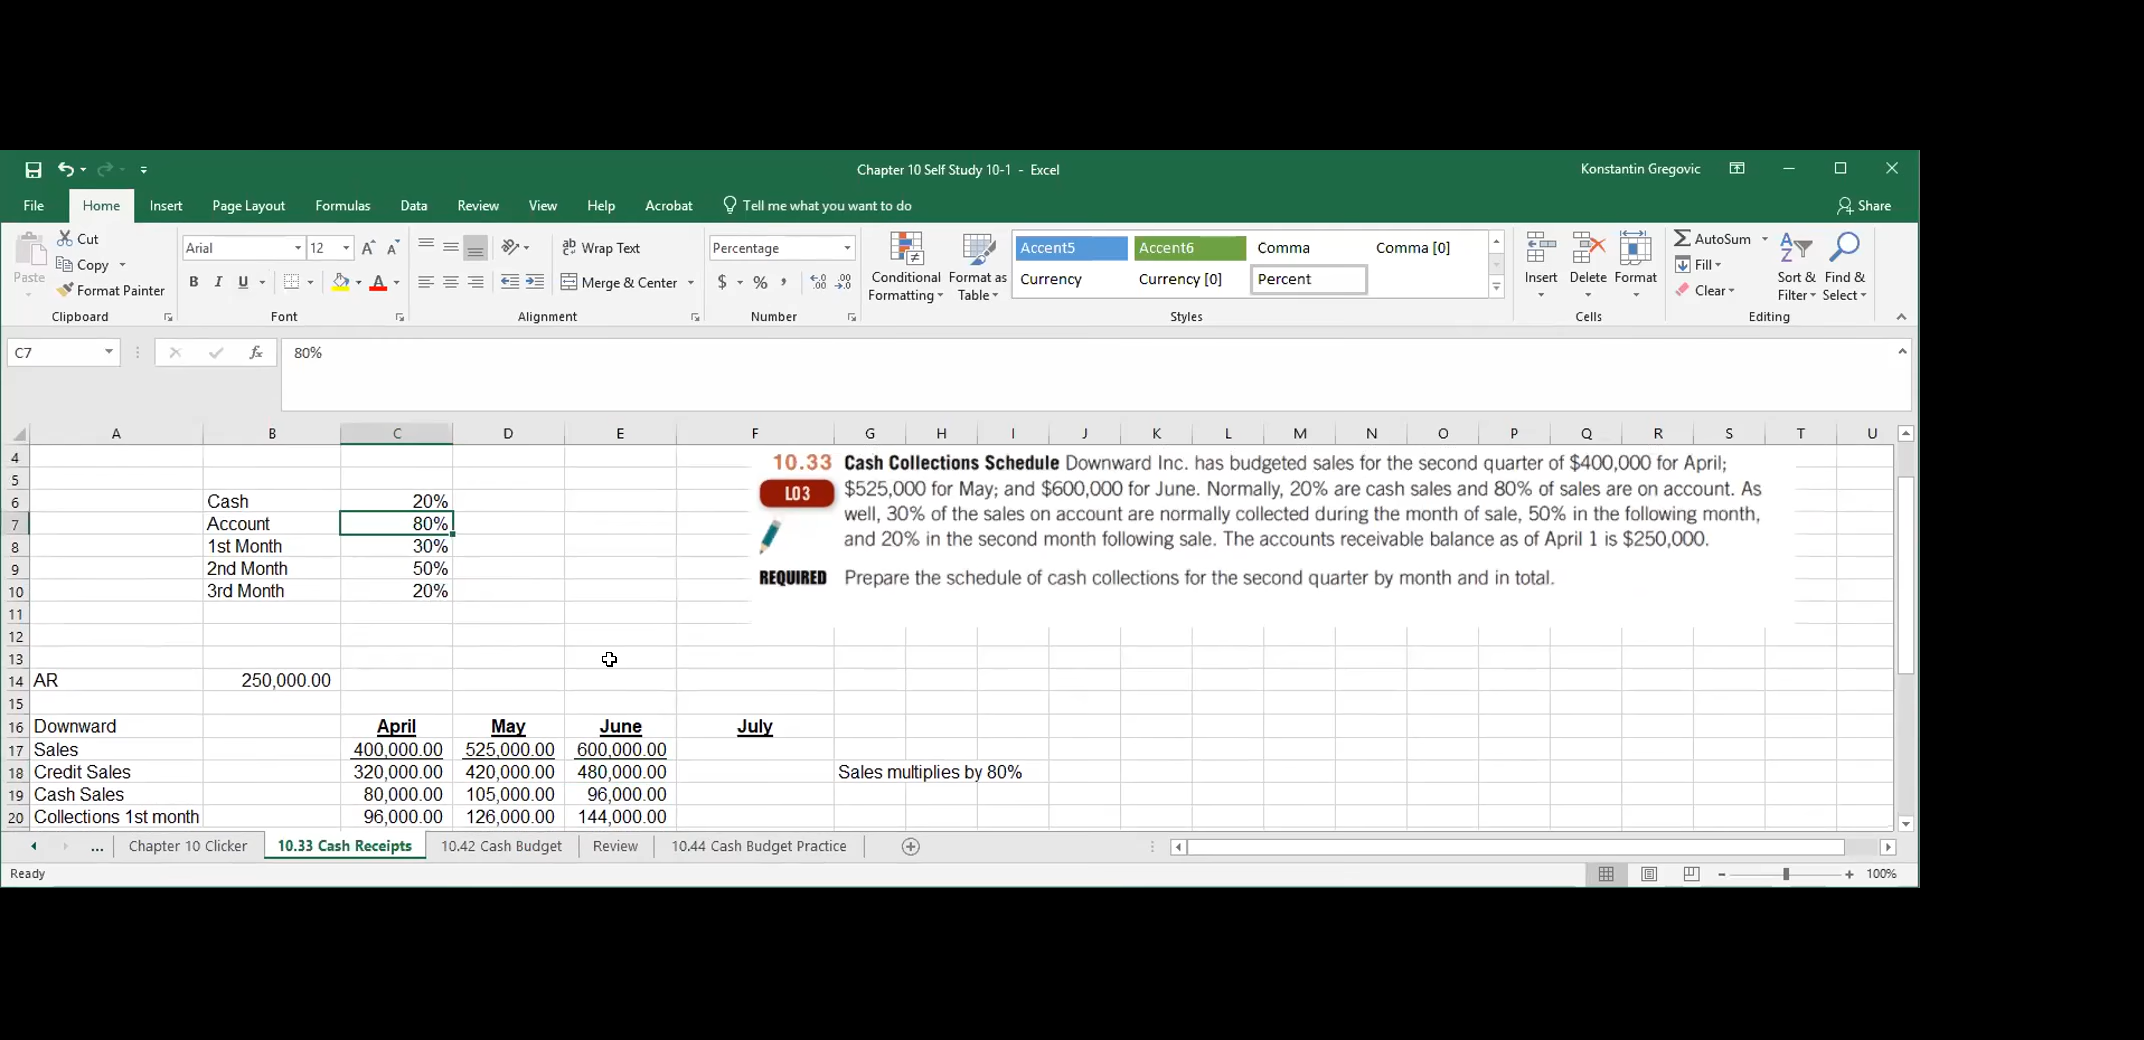 Chapter 10 Self Study 10-1 - Excel
Konstantin Gregovic
File Home Insert Page Layout Formulas Data Review View Help Acrobat Tell me what you want to do Share
Cut
Copy
Format Painter
Paste
Clipboard
Arial 12 A A
B I U A
Font
Wrap Text
Merge & Center
Alignment
Percentage
$ % , .0 .00 .00 .0
Number
Conditional Formatting
Format as Table
Accent5 Accent6 Comma Comma [0]
Currency Currency [0] Percent
Styles
Insert Delete Format
Cells
AutoSum
Fill
Clear
Sort & Filter
Find & Select
Editing
C7 fx 80%
A B C D E F G H I J K L M N O P Q R S T U
4
5
6 Cash 20%
7 Account 80%
8 1st Month 30%
9 2nd Month 50%
10 3rd Month 20%
11
12
13
14 AR 250,000.00
15
16 Downward April May June July
17 Sales 400,000.00 525,000.00 600,000.00
18 Credit Sales 320,000.00 420,000.00 480,000.00 Sales multiplies by 80%
19 Cash Sales 80,000.00 105,000.00 96,000.00
20 Collections 1st month 96,000.00 126,000.00 144,000.00
10.33 Cash Collections Schedule Downward Inc. has budgeted sales for the second quarter of $400,000 for April;
LO3 $525,000 for May; and $600,000 for June. Normally, 20% are cash sales and 80% of sales are on account. As
well, 30% of the sales on account are normally collected during the month of sale, 50% in the following month,
and 20% in the second month following sale. The accounts receivable balance as of April 1 is $250,000.
REQUIRED Prepare the schedule of cash collections for the second quarter by month and in total.
... Chapter 10 Clicker 10.33 Cash Receipts 10.42 Cash Budget Review 10.44 Cash Budget Practice
Ready 100%